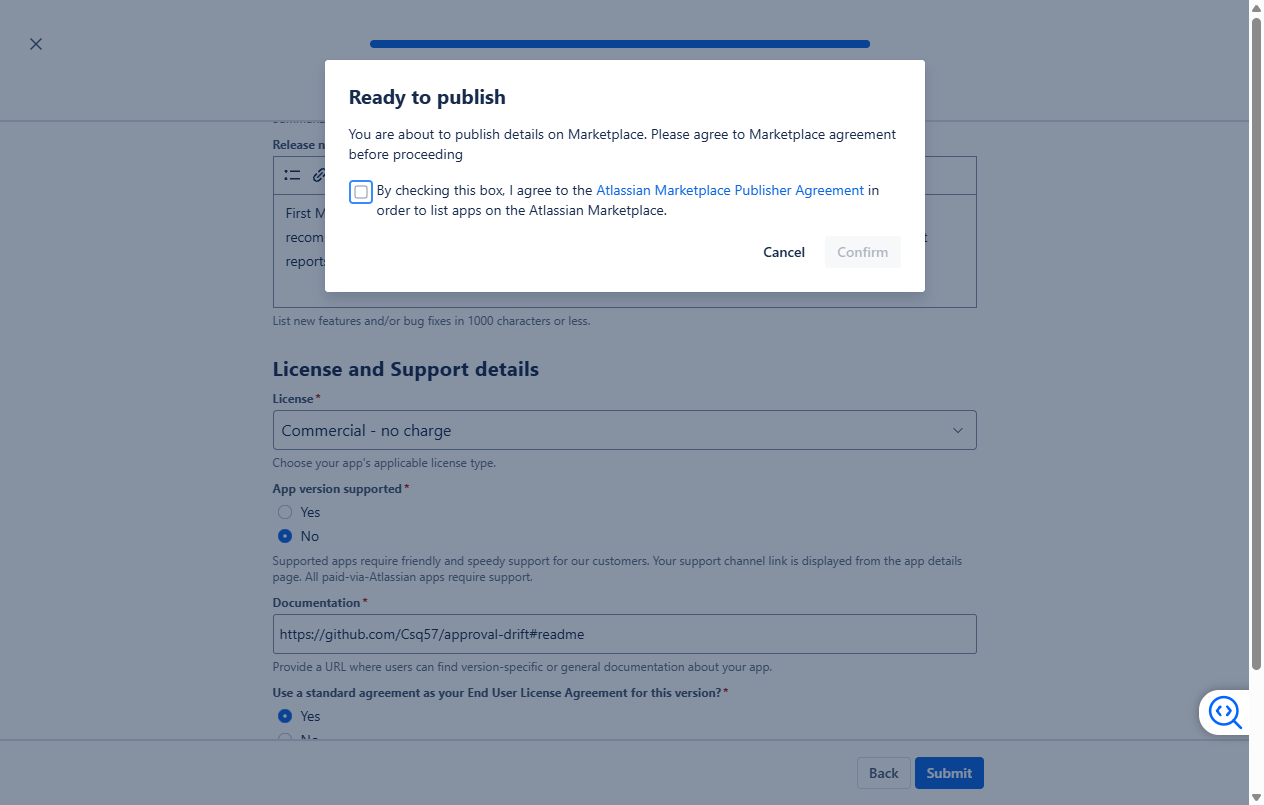 Ready to publish
You are about to publish details on Marketplace. Please agree to Marketplace agreement
before proceeding
By checking this box, I agree to the Atlassian Marketplace Publisher Agreement in
order to list apps on the Atlassian Marketplace.
Cancel
Confirm
Release n
First M
recom
t
reports
List new features and/or bug fixes in 1000 characters or less.
License and Support details
License*
Commercial - no charge
Choose your app's applicable license type.
App version supported*
Yes
No
Supported apps require friendly and speedy support for our customers. Your support channel link is displayed from the app details
page. All paid-via-Atlassian apps require support.
Documentation*
https://github.com/Csq57/approval-drift#readme
Provide a URL where users can find version-specific or general documentation about your app.
Use a standard agreement as your End User License Agreement for this version?*
Yes
No
Back
Submit